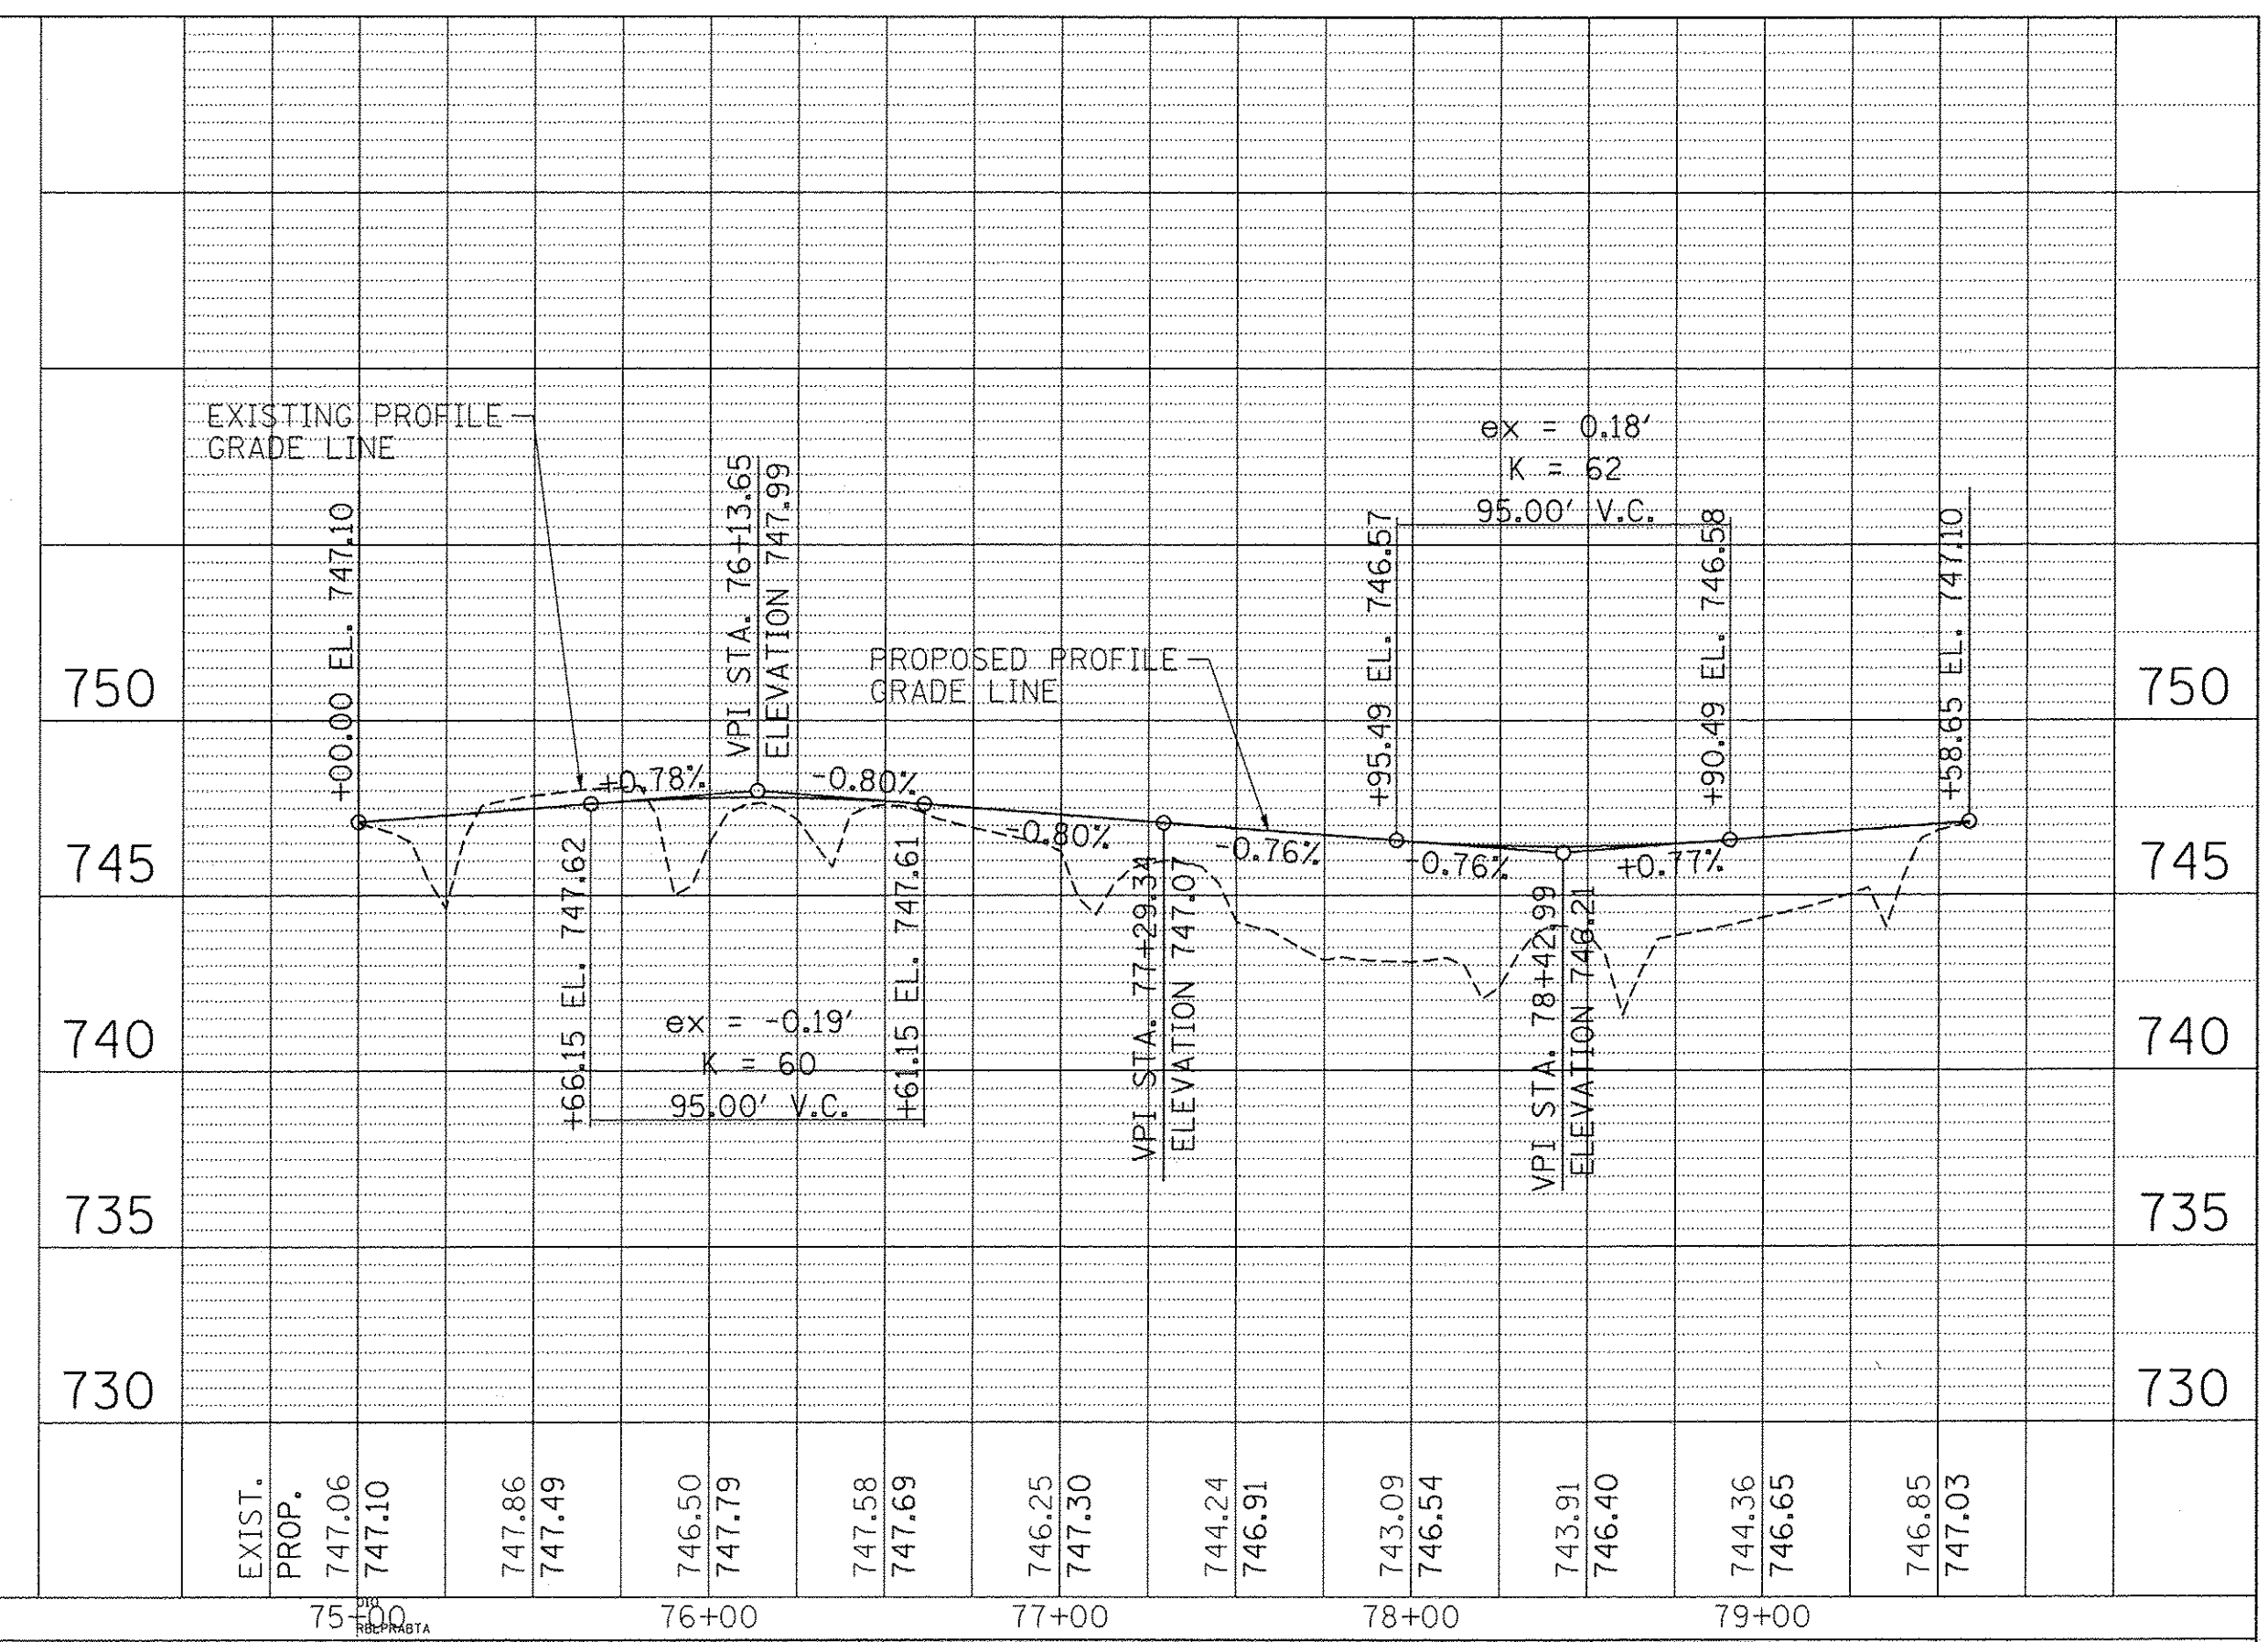 EXISTING PROFILE
GRADE LINE
ex = 0.18'
K = 62
95.00' V.C.
+00.00 EL. 747.10
VPI STA. 76+13.65
ELEVATION 747.99
PROPOSED PROFILE
GRADE LINE
+95.49 EL. 746.57
+90.49 EL. 746.58
+58.65 EL. 747.10
750
750
+0.78%
-0.80%
-0.80%
-0.76%
-0.76%
+0.77%
745
745
+66.15 EL. 747.62
ex = -0.19'
K = 60
95.00' V.C.
+61.15 EL. 747.61
VPI STA. 77+29.34
ELEVATION 747.07
VPI STA. 78+42.99
ELEVATION 746.21
740
740
735
735
730
730
EXIST.
PROP.
747.06
747.10
747.86
747.49
746.50
747.79
747.58
747.69
746.25
747.30
744.24
746.91
743.09
746.54
743.91
746.40
744.36
746.65
746.85
747.03
75+00
76+00
77+00
78+00
79+00